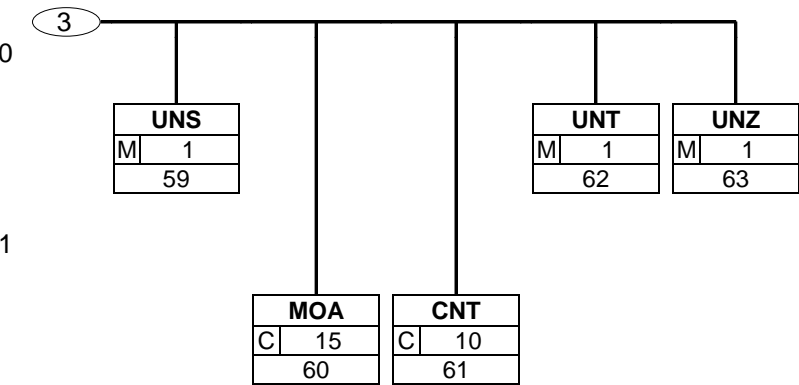 3
0
UNS UNT UNZ
M 1 M 1 M 1
59 62 63
1
MOA CNT
C 15 C 10
60 61